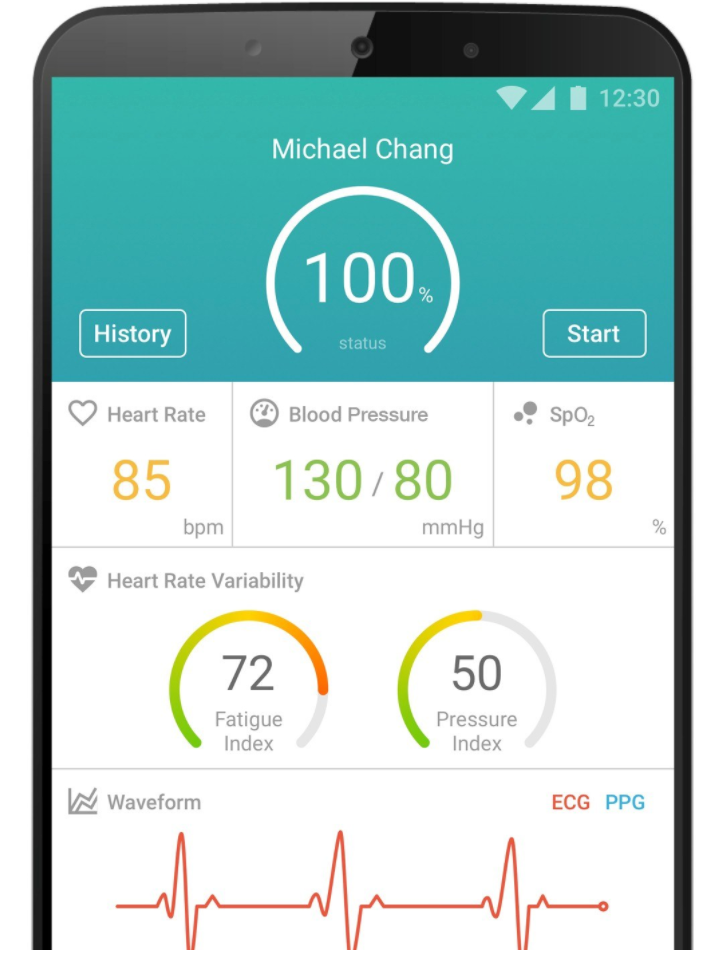 12:30
Michael Chang
100%
status
History
Start
Heart Rate
85
bpm
Blood Pressure
130 / 80
mmHg
SpO₂
98
%
Heart Rate Variability
72
Fatigue
Index
50
Pressure
Index
Waveform
ECG PPG